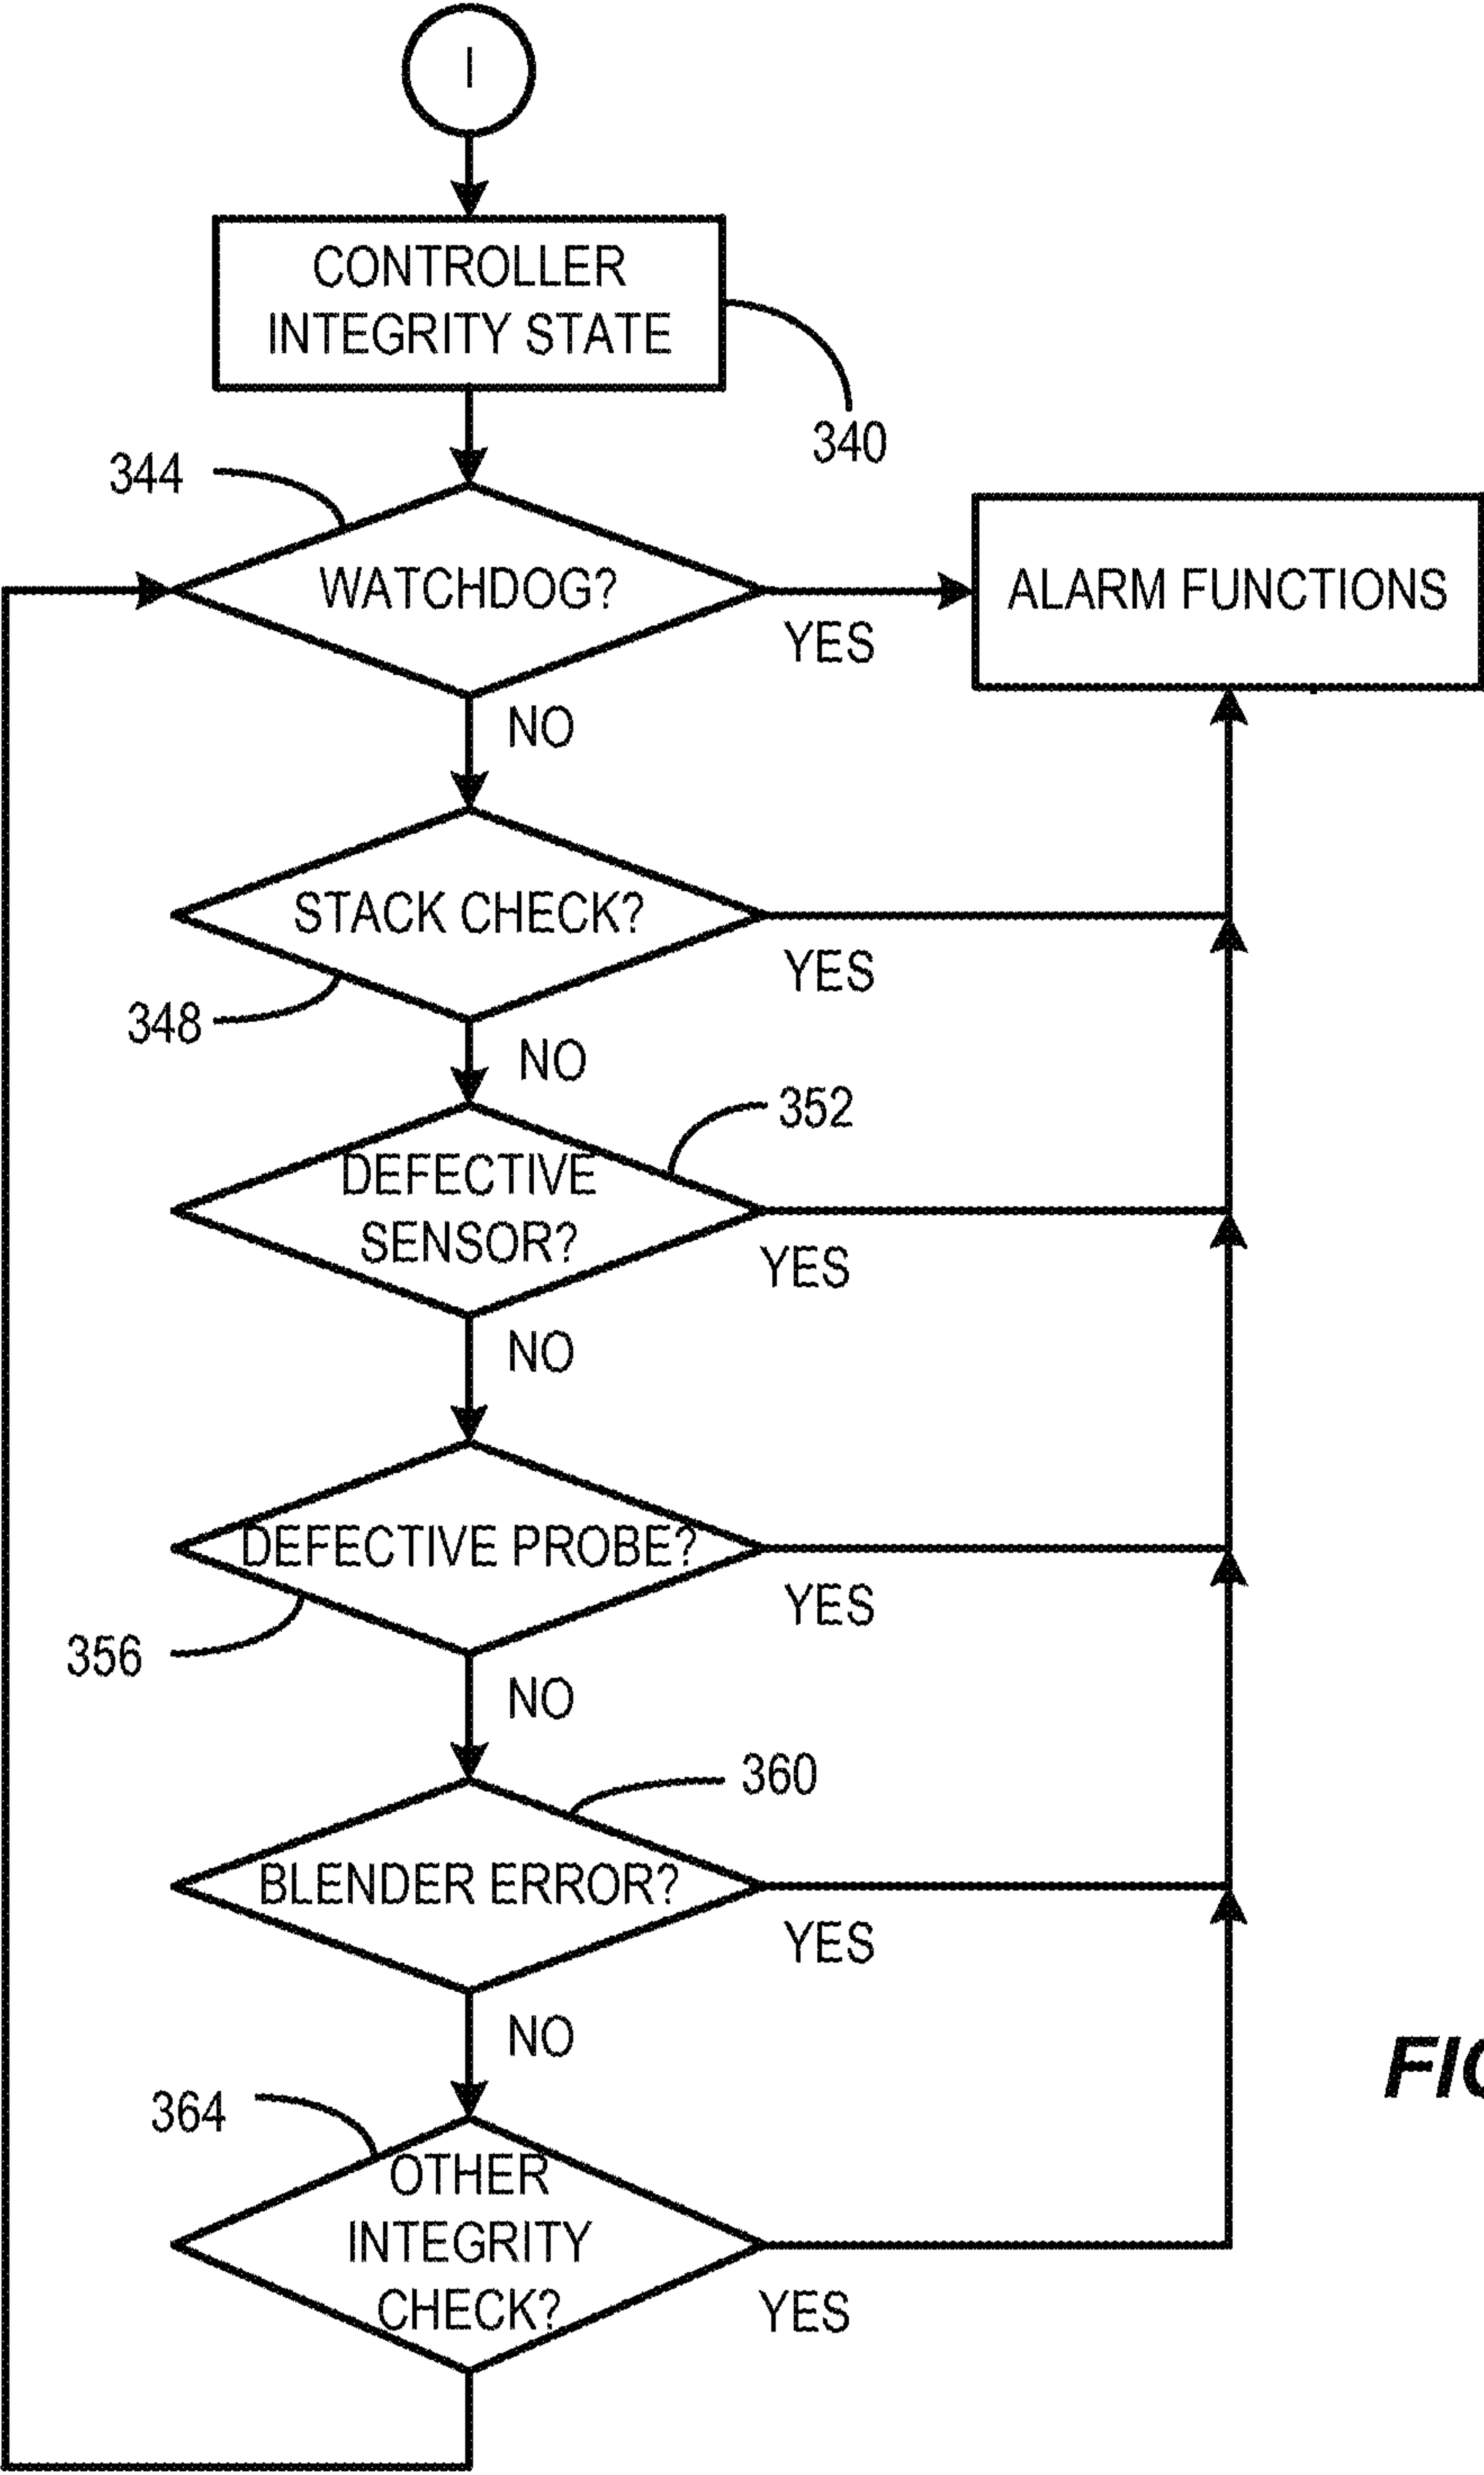 I
CONTROLLER
INTEGRITY STATE
340
344
WATCHDOG?
YES
ALARM FUNCTIONS
NO
STACK CHECK?
YES
348
NO
352
DEFECTIVE
SENSOR?
YES
NO
DEFECTIVE PROBE?
YES
356
NO
360
BLENDER ERROR?
YES
NO
364
OTHER
INTEGRITY
CHECK?
YES